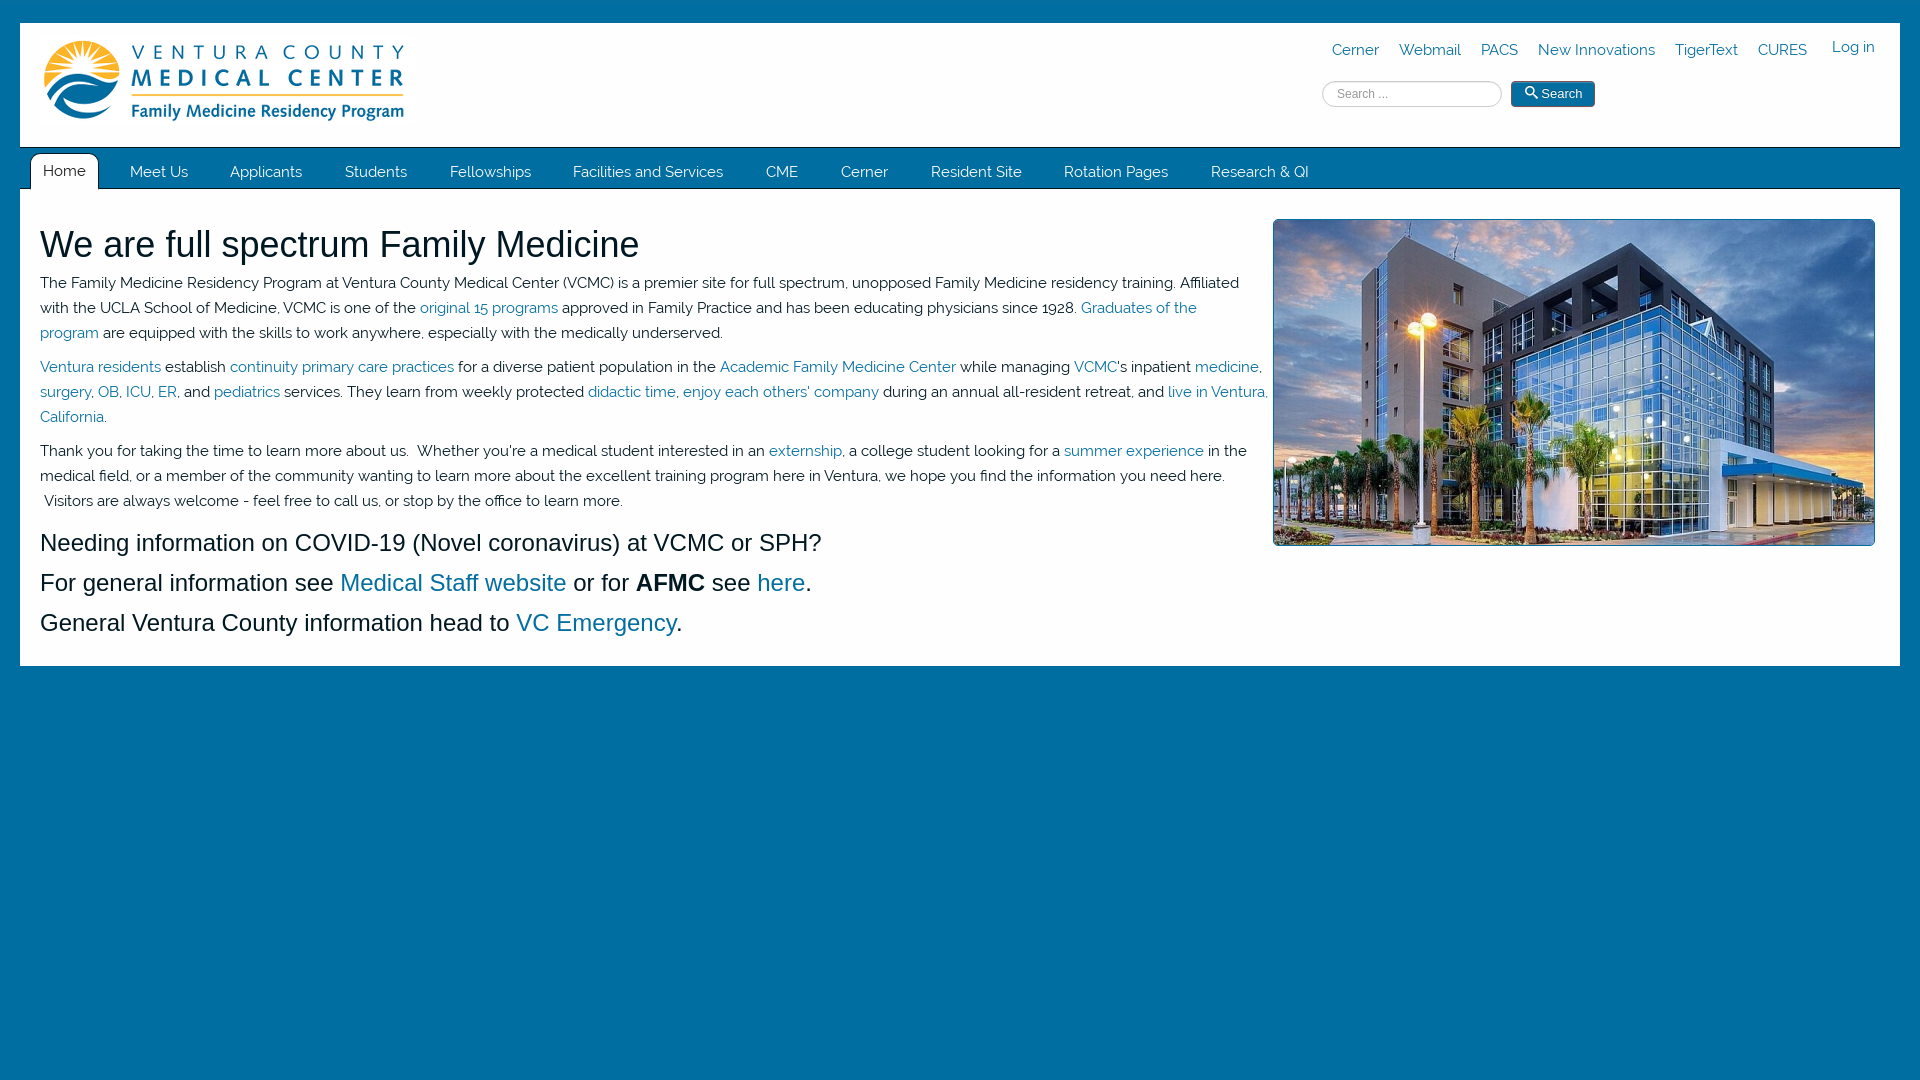 VENTURA COUNTY
MEDICAL CENTER
Family Medicine Residency Program
Cerner Webmail PACS New Innovations TigerText CURES Log in
Search ... Search
Home Meet Us Applicants Students Fellowships Facilities and Services CME Cerner Resident Site Rotation Pages Research & QI
We are full spectrum Family Medicine
The Family Medicine Residency Program at Ventura County Medical Center (VCMC) is a premier site for full spectrum, unopposed Family Medicine residency training. Affiliated
with the UCLA School of Medicine, VCMC is one of the original 15 programs approved in Family Practice and has been educating physicians since 1928. Graduates of the
program are equipped with the skills to work anywhere, especially with the medically underserved.
Ventura residents establish continuity primary care practices for a diverse patient population in the Academic Family Medicine Center while managing VCMC's inpatient medicine,
surgery, OB, ICU, ER, and pediatrics services. They learn from weekly protected didactic time, enjoy each others' company during an annual all-resident retreat, and live in Ventura,
California.
Thank you for taking the time to learn more about us. Whether you're a medical student interested in an externship, a college student looking for a summer experience in the
medical field, or a member of the community wanting to learn more about the excellent training program here in Ventura, we hope you find the information you need here.
Visitors are always welcome - feel free to call us, or stop by the office to learn more.
Needing information on COVID-19 (Novel coronavirus) at VCMC or SPH?
For general information see Medical Staff website or for AFMC see here.
General Ventura County information head to VC Emergency.